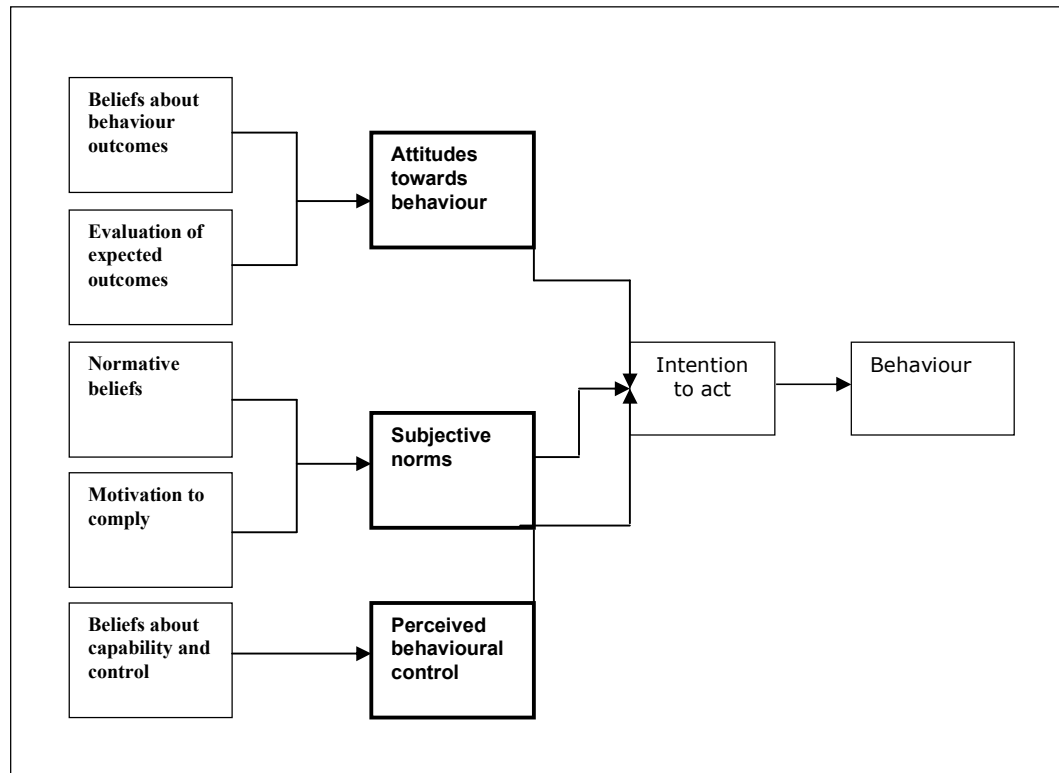 Beliefs about
behaviour
outcomes
Evaluation of
expected
outcomes
Normative
beliefs
Motivation to
comply
Beliefs about
capability and
control
Attitudes
towards
behaviour
Subjective
norms
Perceived
behavioural
control
Intention
to act
Behaviour